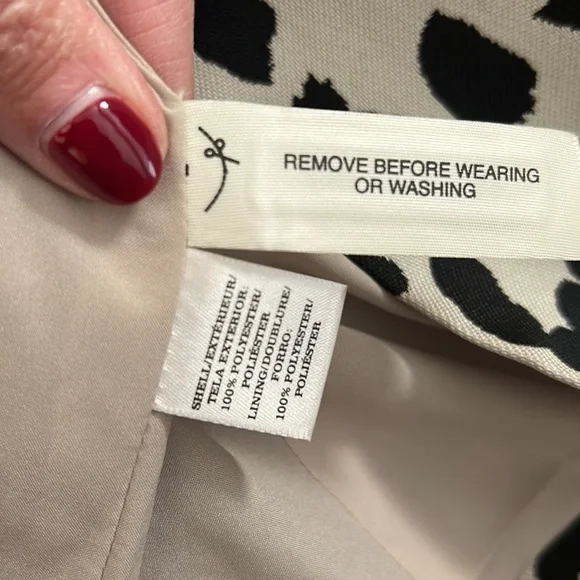 REMOVE BEFORE WEARING
OR WASHING
SHELL/EXTÉRIEUR/
TELA EXTERIOR:
100% POLYESTER/
POLIÉSTER
LINING/DOUBLURE/
FORRO:
100% POLYESTER/
POLIÉSTER